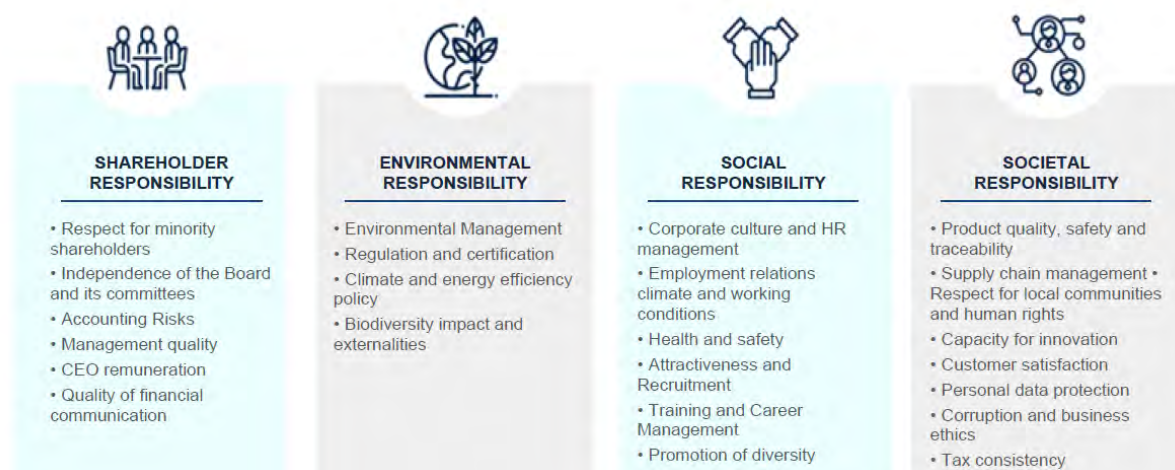 SHAREHOLDER
RESPONSIBILITY
• Respect for minority
shareholders
• Independence of the Board
and its committees
• Accounting Risks
• Management quality
• CEO remuneration
• Quality of financial
communication
ENVIRONMENTAL
RESPONSIBILITY
• Environmental Management
• Regulation and certification
• Climate and energy efficiency
policy
• Biodiversity impact and
externalities
SOCIAL
RESPONSIBILITY
• Corporate culture and HR
management
• Employment relations
climate and working
conditions
• Health and safety
• Attractiveness and
Recruitment
• Training and Career
Management
• Promotion of diversity
SOCIETAL
RESPONSIBILITY
• Product quality, safety and
traceability
• Supply chain management •
Respect for local communities
and human rights
• Capacity for innovation
• Customer satisfaction
• Personal data protection
• Corruption and business
ethics
• Tax consistency